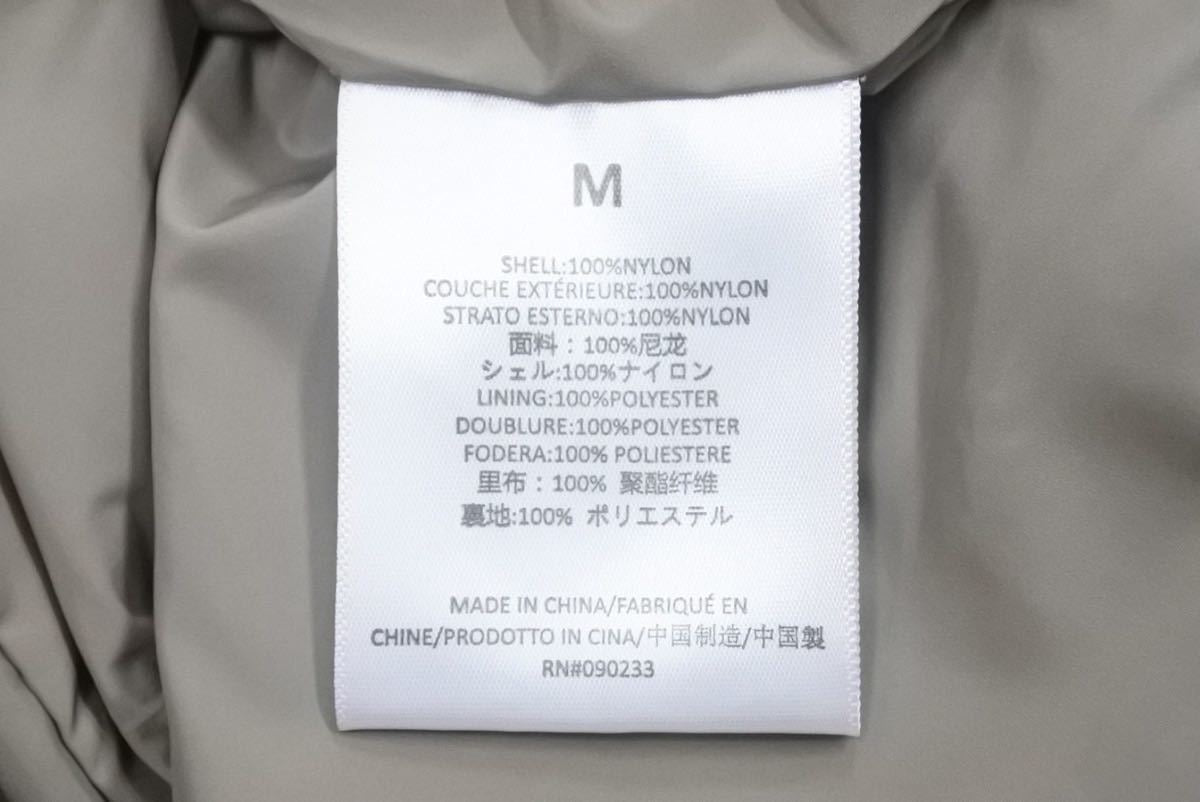 M
SHELL:100%NYLON
COUCHE EXTÉRIEURE:100%NYLON
STRATO ESTERNO:100%NYLON
面料：100%尼龙
シェル:100%ナイロン
LINING:100%POLYESTER
DOUBLURE:100%POLYESTER
FODERA:100% POLIESTERE
里布：100% 聚酯纤维
裏地:100% ポリエステル
MADE IN CHINA/FABRIQUÉ EN
CHINE/PRODOTTO IN CINA/中国制造/中国製
RN#090233